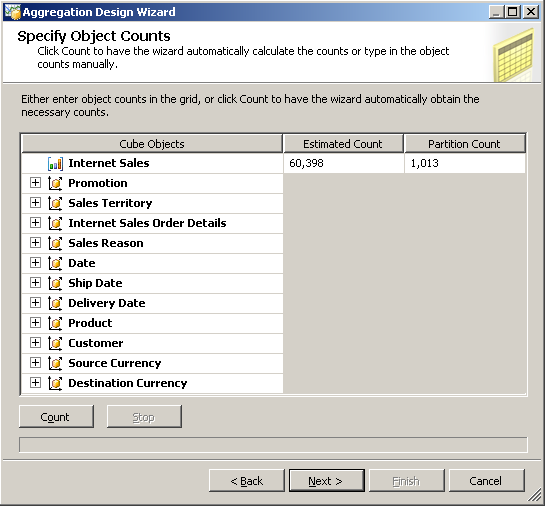 Aggregation Design Wizard
Specify Object Counts
Click Count to have the wizard automatically calculate the counts or type in the object
counts manually.
Either enter object counts in the grid, or click Count to have the wizard automatically obtain the
necessary counts.
Cube Objects Estimated Count Partition Count
Internet Sales 60,398 1,013
Promotion
Sales Territory
Internet Sales Order Details
Sales Reason
Date
Ship Date
Delivery Date
Product
Customer
Source Currency
Destination Currency
Count Stop
< Back Next > Finish Cancel